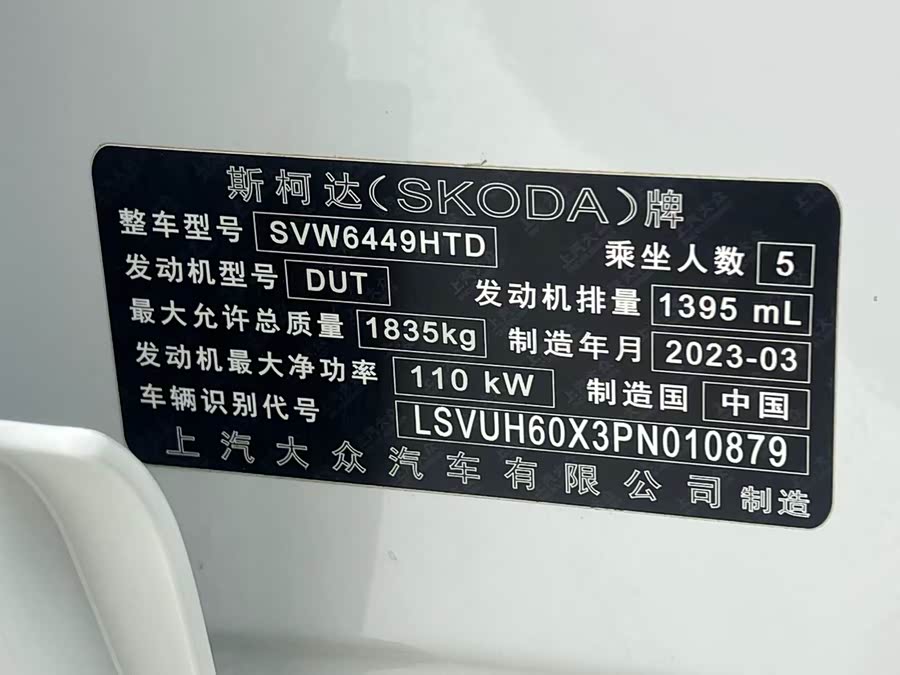 斯柯达(SKODA)牌
整车型号 SVW6449HTD 乘坐人数 5
发动机型号 DUT 发动机排量 1395 mL
最大允许总质量 1835kg 制造年月 2023-03
发动机最大净功率 110 kW 制造国 中国
车辆识别代号 LSVUH60X3PN010879
上汽大众汽车有限公司 制造